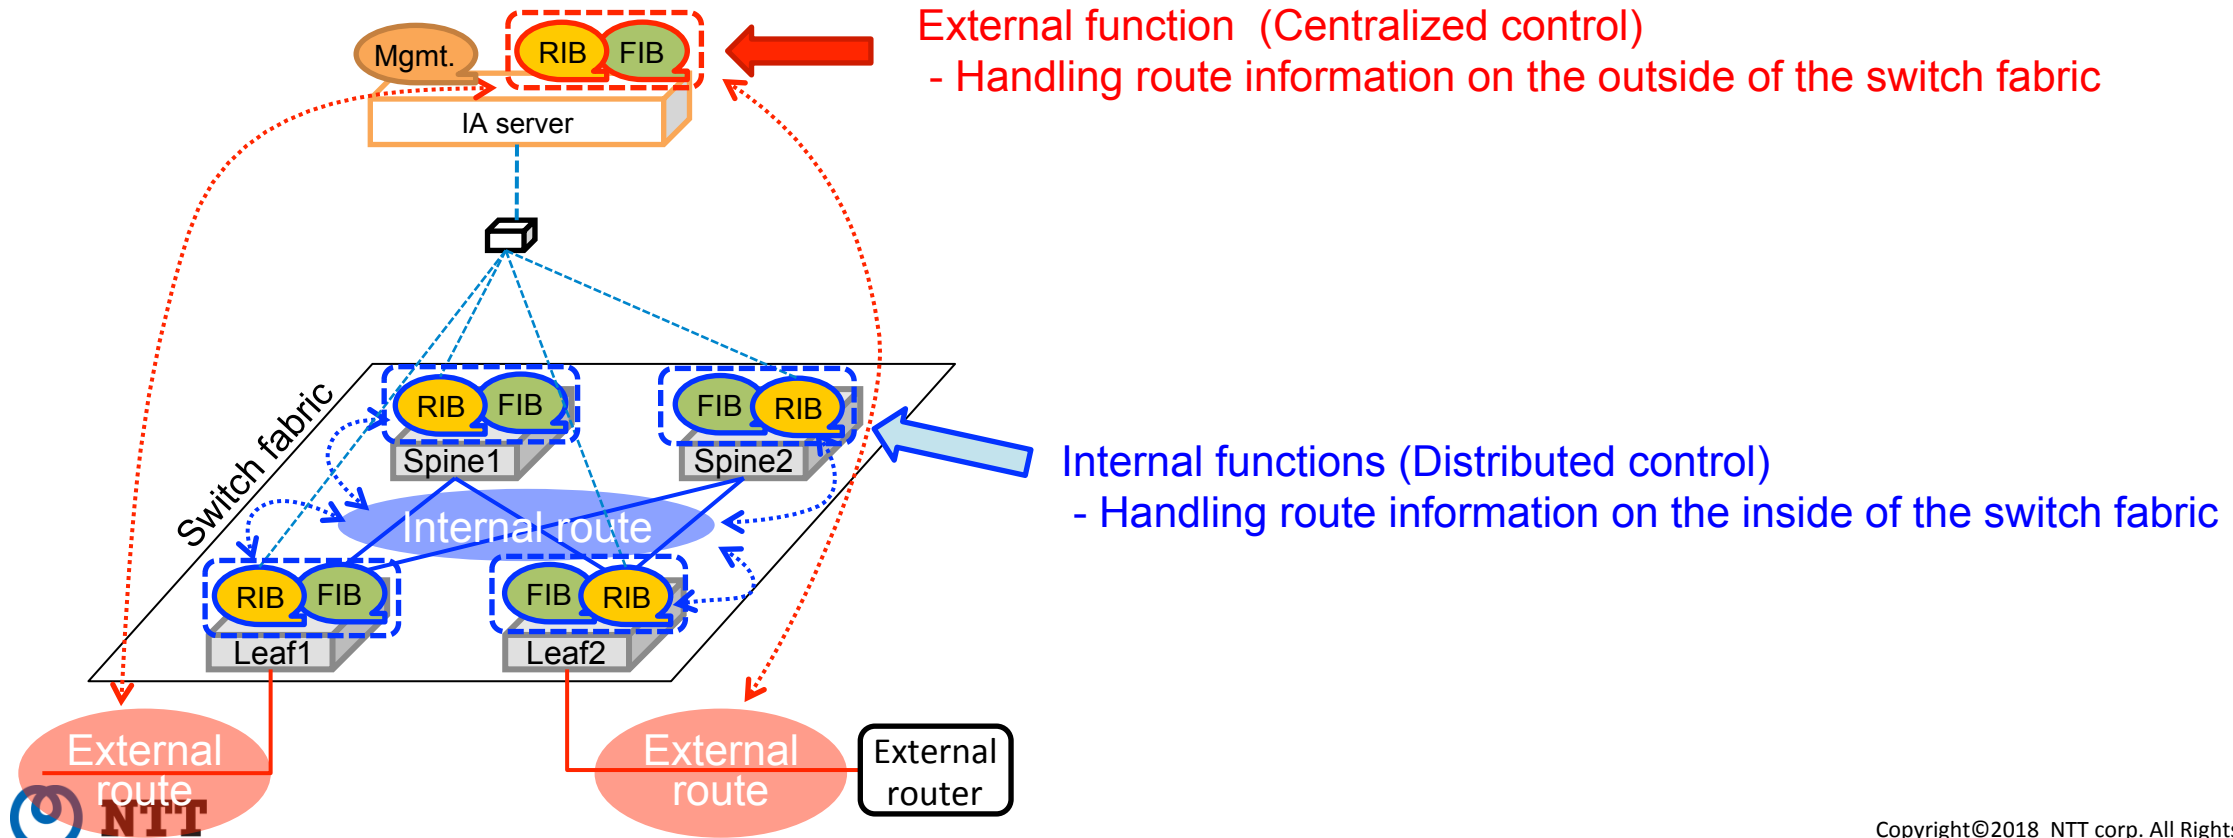 External function  (Centralized control)
- Handling route information on the outside of the switch fabric
Mgmt.
RIB
FIB
IA server
Switch fabric
RIB
FIB
Spine1
FIB
RIB
Spine2
Internal functions (Distributed control)
- Handling route information on the inside of the switch fabric
Internal route
RIB
FIB
Leaf1
FIB
RIB
Leaf2
External
route
External
route
External
router
NTT
Copyright©2018  NTT corp. All Rights